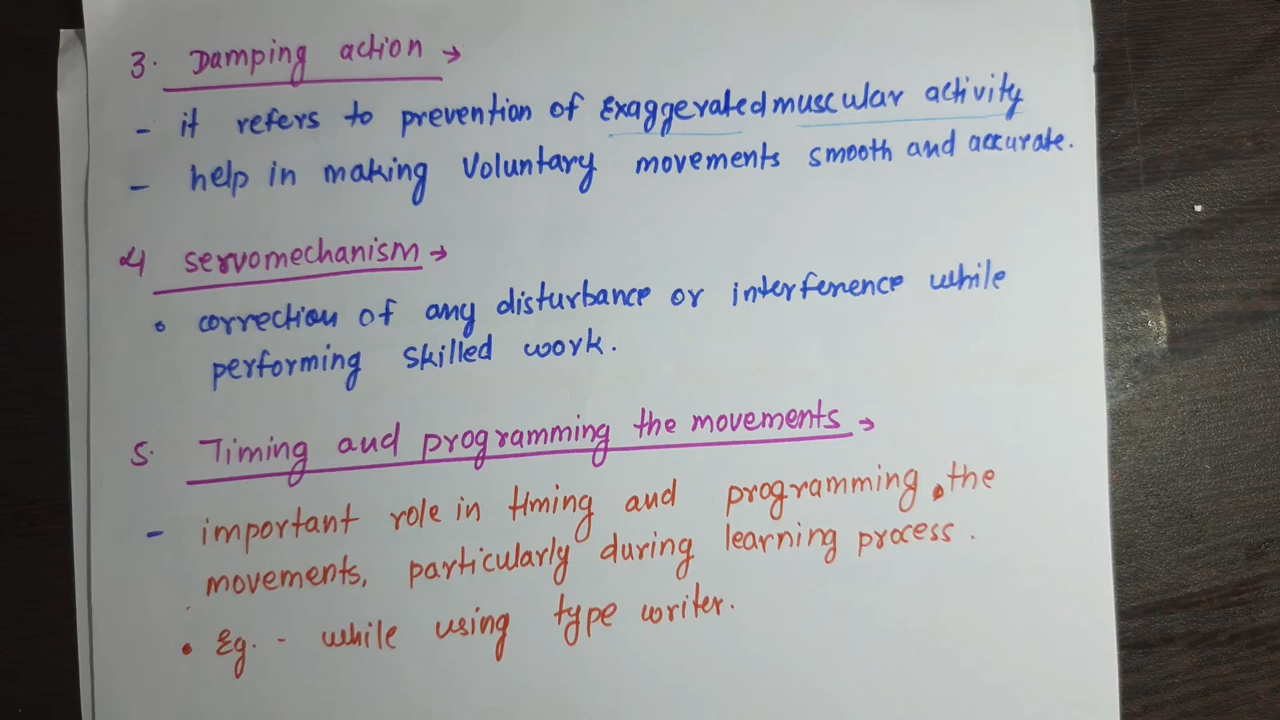 3. Damping action →
- it refers to prevention of Exaggerated muscular activity
- help in making Voluntary movements smooth and accurate.
4 servomechanism →
• correction of any disturbance or interference while
performing skilled work.
5. Timing and programming the movements →
- important role in timing and programming the
movements, particularly during learning process.
• Eg. - while using type writer.